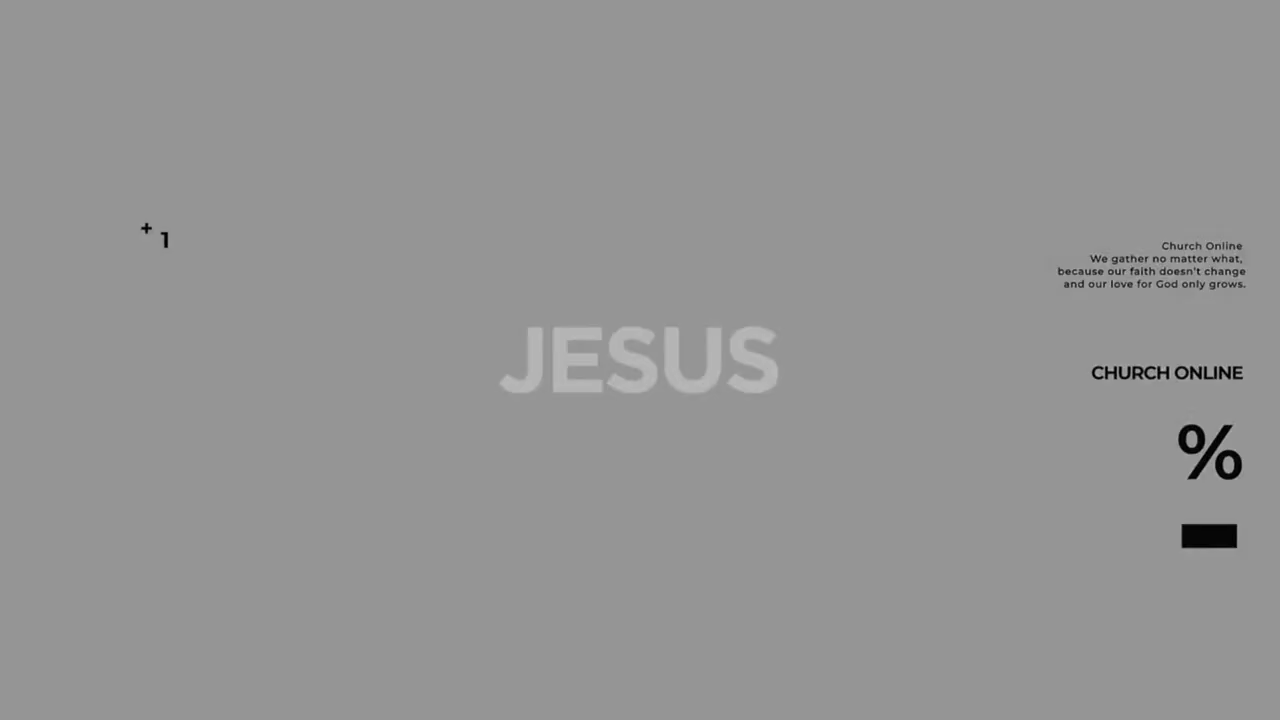 + 1
Church Online
We gather no matter what,
because our faith doesn't change
and our love for God only grows.
JESUS
CHURCH ONLINE
%